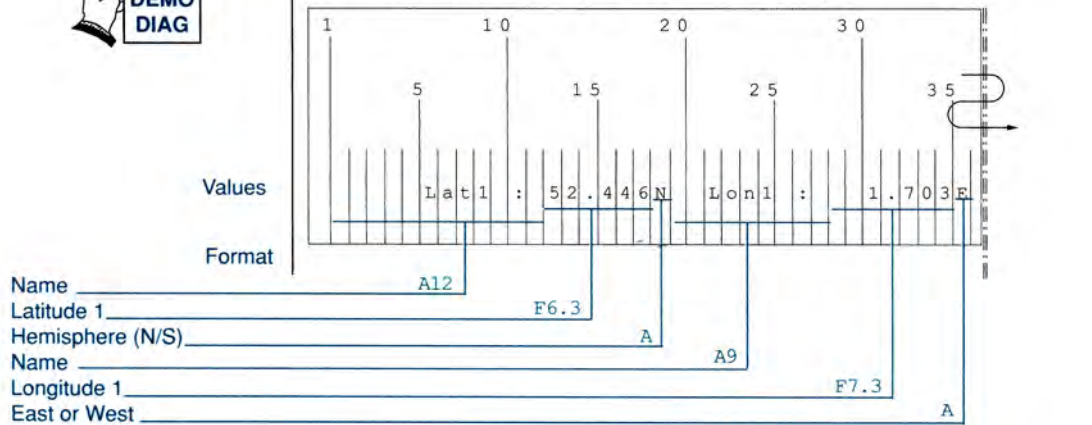 DEMO
DIAG
1 10 20 30
5 15 25 35
Values Lat1 : 52.446N Lon1 : 1.703E
Format
Name A12
Latitude 1 F6.3
Hemisphere (N/S) A
Name A9
Longitude 1 F7.3
East or West A